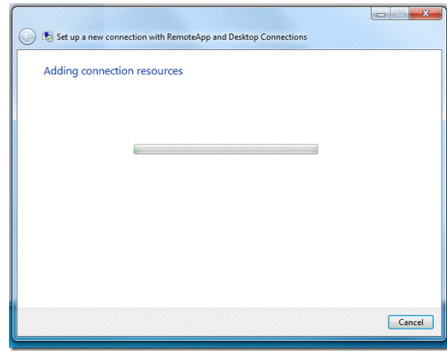 Set up a new connection with RemoteApp and Desktop Connections
Adding connection resources
Cancel